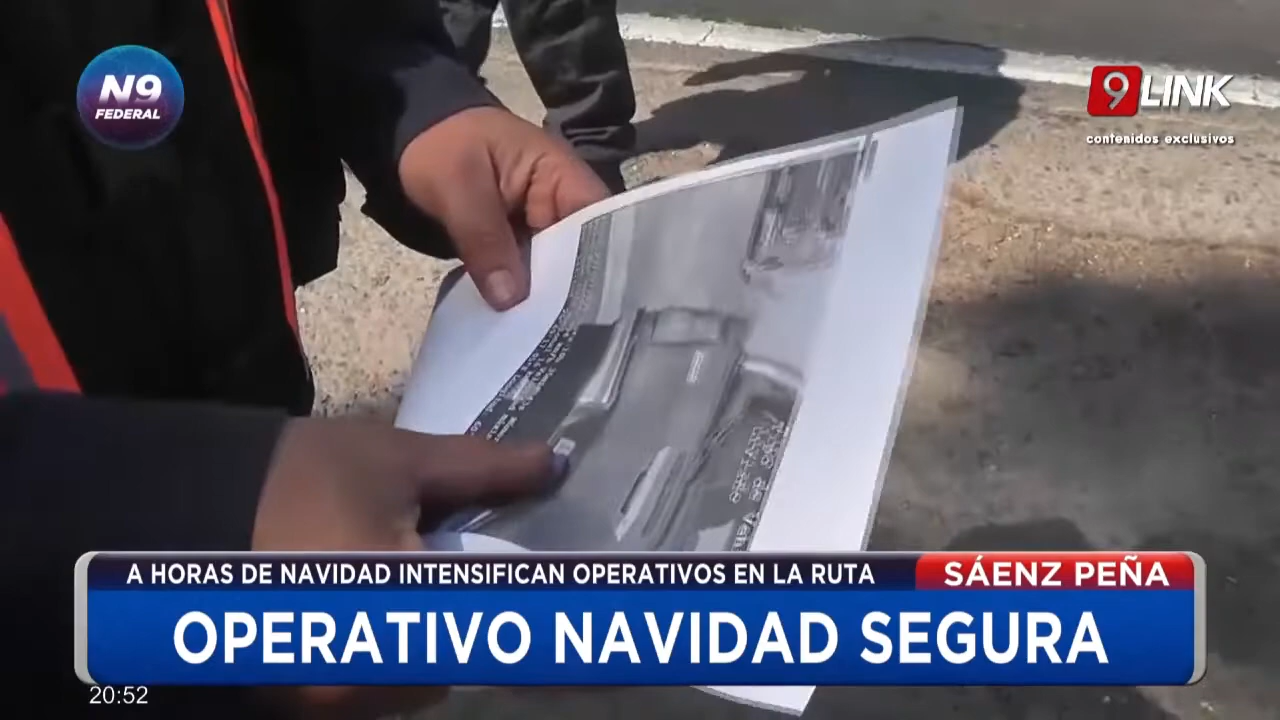 N9
FEDERAL
9 LINK
contenidos exclusivos
A HORAS DE NAVIDAD INTENSIFICAN OPERATIVOS EN LA RUTA
SÁENZ PEÑA
OPERATIVO NAVIDAD SEGURA
20:52